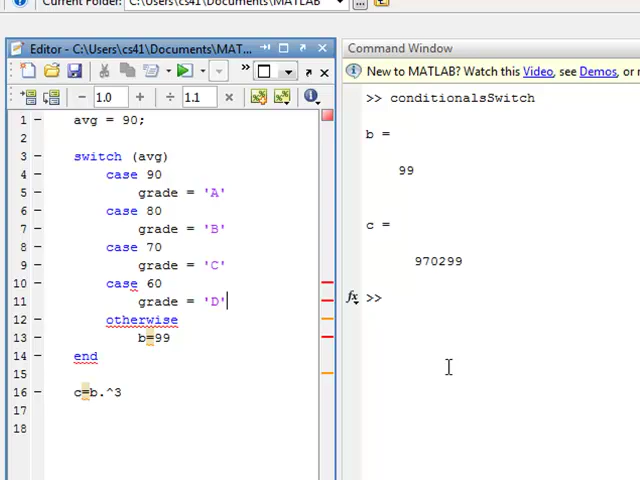 Current Folder: C:\Users\cs41\Documents\MATLAB
Editor - C:\Users\cs41\Documents\MAT...
Command Window
1.0
1.1
New to MATLAB? Watch this Video, see Demos, or
>> conditionalsSwitch
b =
99
c =
970299
fx >>
1 avg = 90;
2
3 switch (avg)
4 case 90
5 grade = 'A'
6 case 80
7 grade = 'B'
8 case 70
9 grade = 'C'
10 case 60
11 grade = 'D'
12 otherwise
13 b=99
14 end
15
16 c=b.^3
17
18